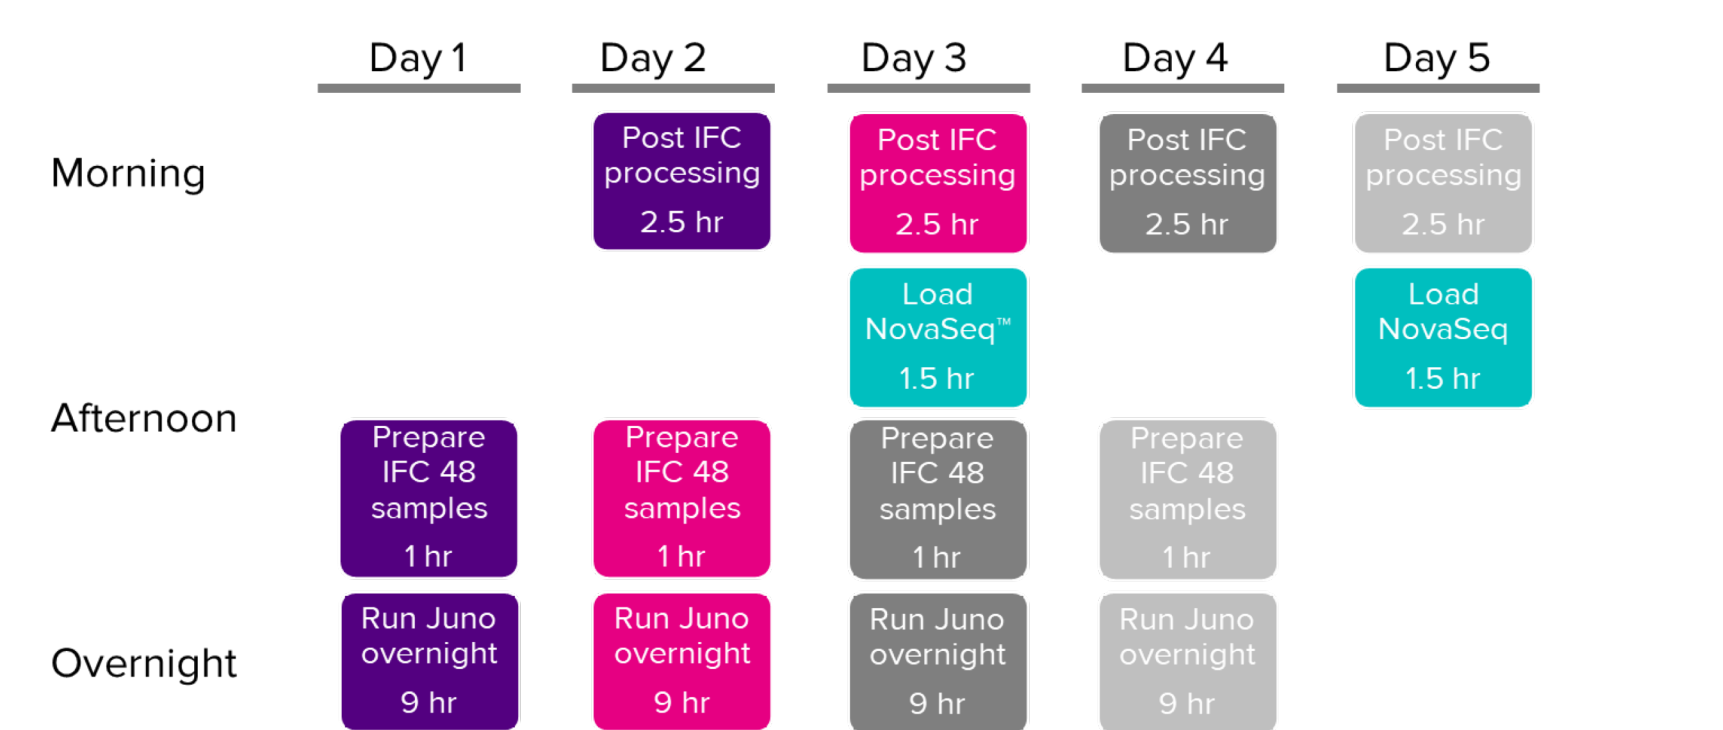 Day 1
Day 2
Day 3
Day 4
Day 5
Morning
Post IFC
processing
2.5 hr
Post IFC
processing
2.5 hr
Post IFC
processing
2.5 hr
Post IFC
processing
2.5 hr
Afternoon
Load
NovaSeq™
1.5 hr
Load
NovaSeq
1.5 hr
Prepare
IFC 48
samples
1 hr
Prepare
IFC 48
samples
1 hr
Prepare
IFC 48
samples
1 hr
Prepare
IFC 48
samples
1 hr
Overnight
Run Juno
overnight
9 hr
Run Juno
overnight
9 hr
Run Juno
overnight
9 hr
Run Juno
overnight
9 hr